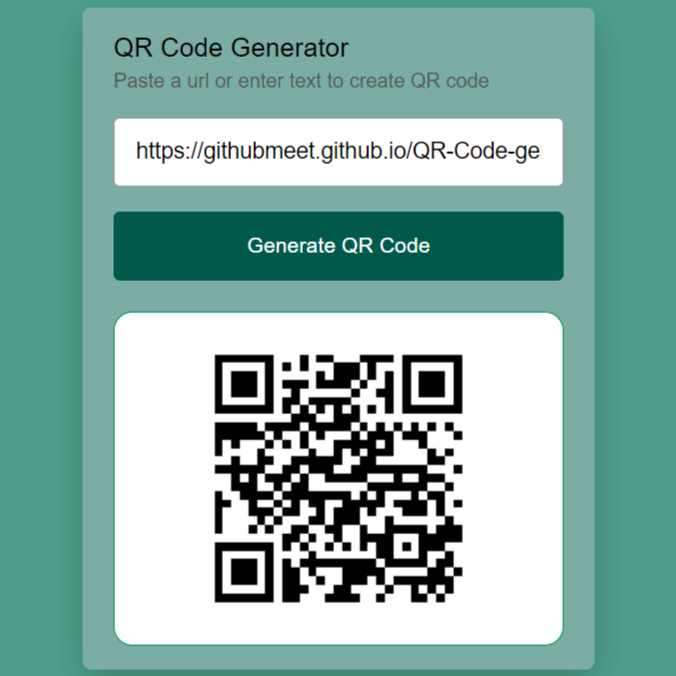 QR Code Generator
Paste a url or enter text to create QR code
https://githubmeet.github.io/QR-Code-ge
Generate QR Code